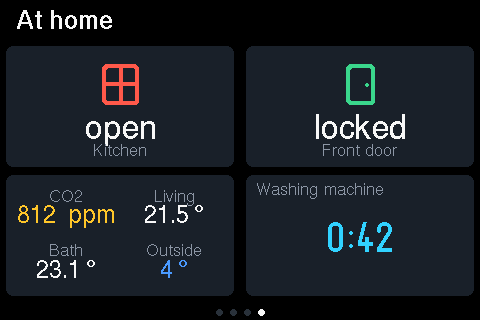 At home
open
Kitchen
locked
Front door
CO2
812 ppm
Living
21.5 °
Bath
23.1 °
Outside
4 °
Washing machine
0:42